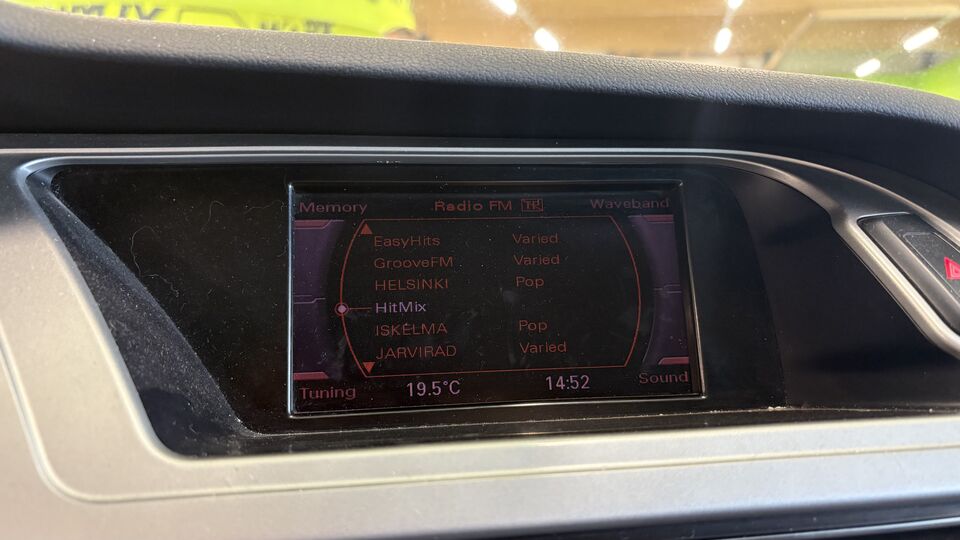 Memory Radio FM TP Waveband
EasyHits Varied
GrooveFM Varied
HELSINKI Pop
HitMix
ISKELMA Pop
JARVIRAD Varied
Tuning 19.5°C 14:52 Sound